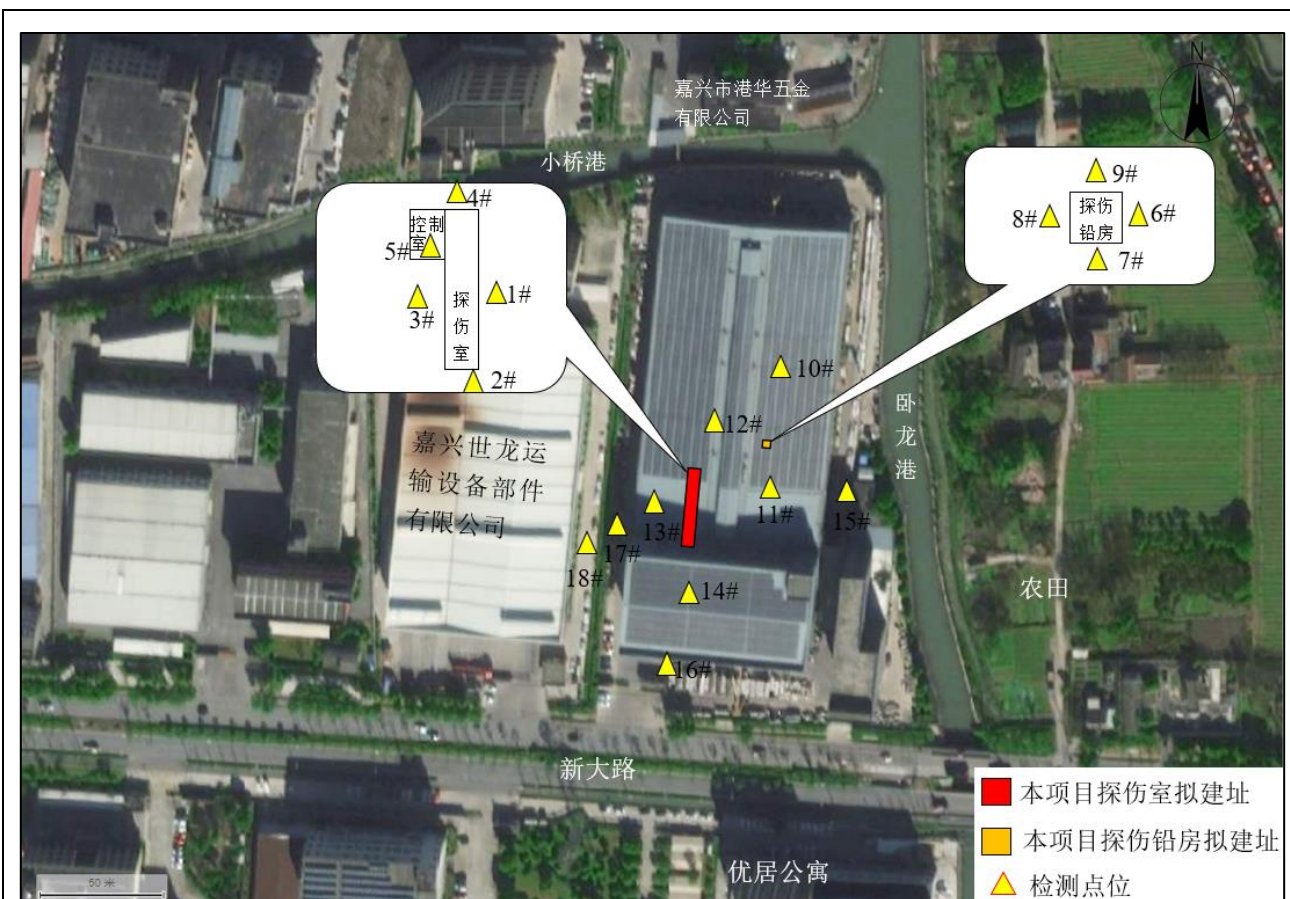 N
嘉兴市港华五金
有限公司
小桥港
4#
控制
室
5#
1#
3#
探
伤
室
2#
9#
8#
探伤
铅房
6#
7#
10#
12#
卧
龙
港
嘉兴世龙运
输设备部件
有限公司
11#
15#
13#
17#
18#
14#
农田
16#
新大路
优居公寓
50 米
本项目探伤室拟建址
本项目探伤铅房拟建址
检测点位